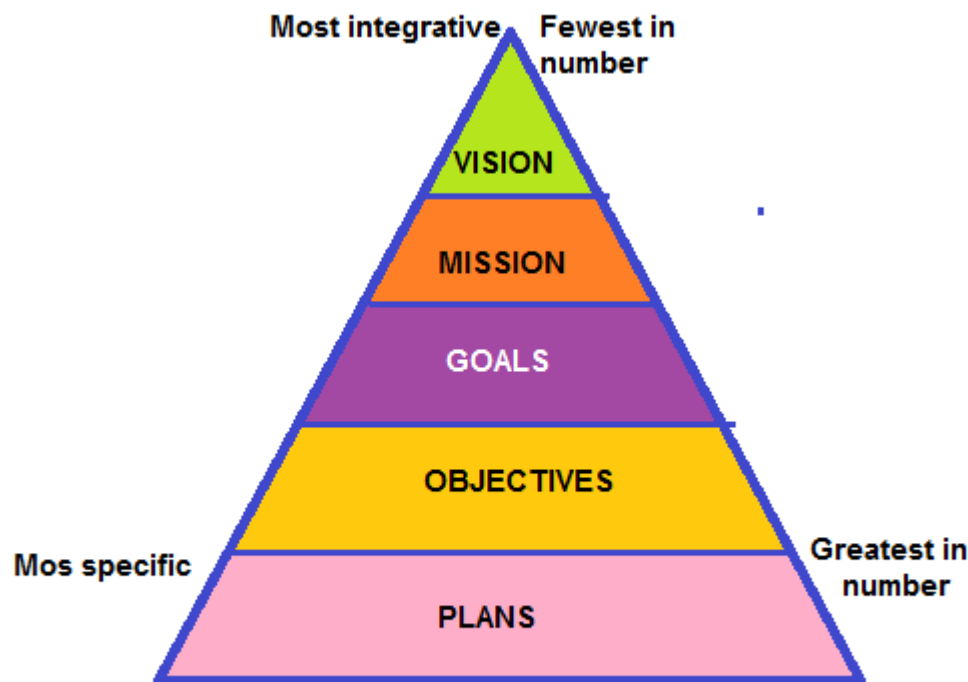 Most integrative
Fewest in
number
VISION
MISSION
GOALS
OBJECTIVES
Mos specific
Greatest in
number
PLANS